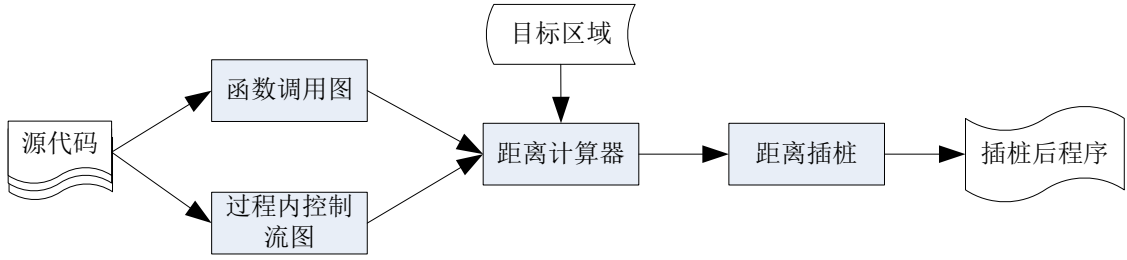 目标区域
函数调用图
源代码
距离计算器
距离插桩
插桩后程序
过程内控制
流图